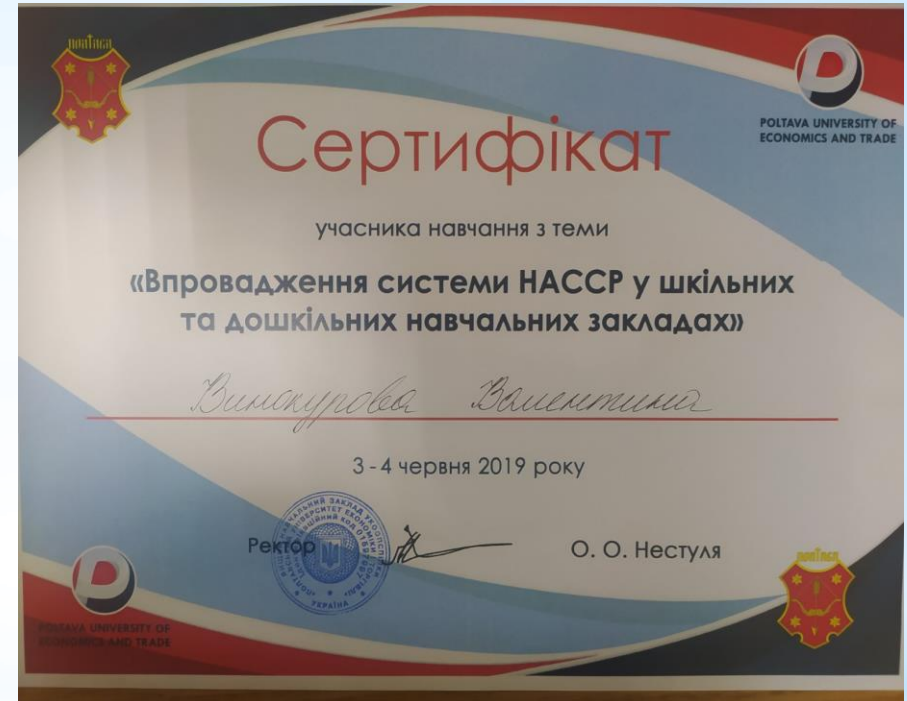 ПОЛТАВА
POLTAVA UNIVERSITY OF
ECONOMICS AND TRADE
Сертифікат
учасника навчання з теми
«Впровадження системи НАССР у шкільних
та дошкільних навчальних закладах»
Винокурова Валентина
3 - 4 червня 2019 року
Ректор
О. О. Нестуля
УКРАЇНА
POLTAVA UNIVERSITY OF
ECONOMICS AND TRADE
ПОЛТАВА